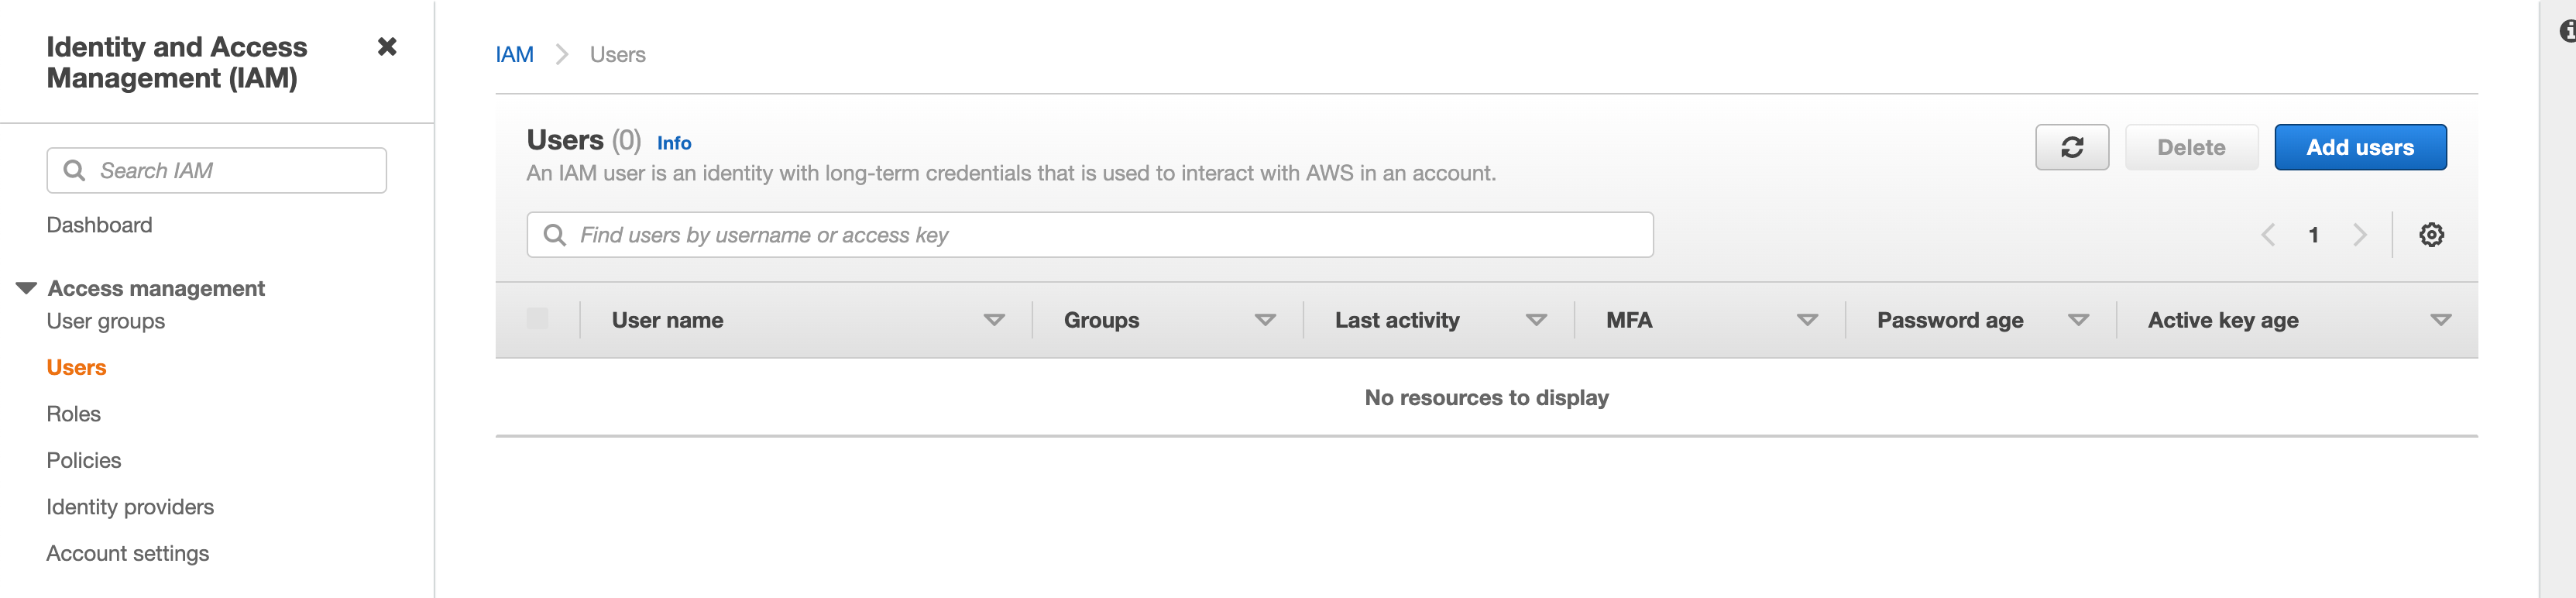 Identity and Access
Management (IAM)
Search IAM
Dashboard
Access management
User groups
Users
Roles
Policies
Identity providers
Account settings
IAM > Users
Users (0) Info
An IAM user is an identity with long-term credentials that is used to interact with AWS in an account.
Delete
Add users
Find users by username or access key
1
User name Groups Last activity MFA Password age Active key age
No resources to display